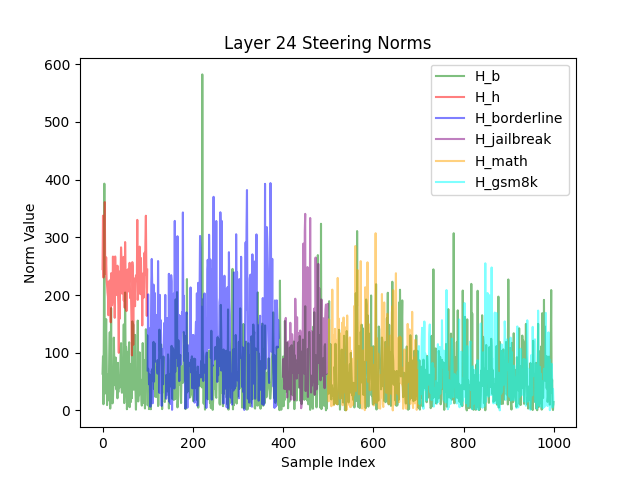 Layer 24 Steering Norms
600
500
400
300
200
100
0
Norm Value
H_b
H_h
H_borderline
H_jailbreak
H_math
H_gsm8k
0
200
400
600
800
1000
Sample Index